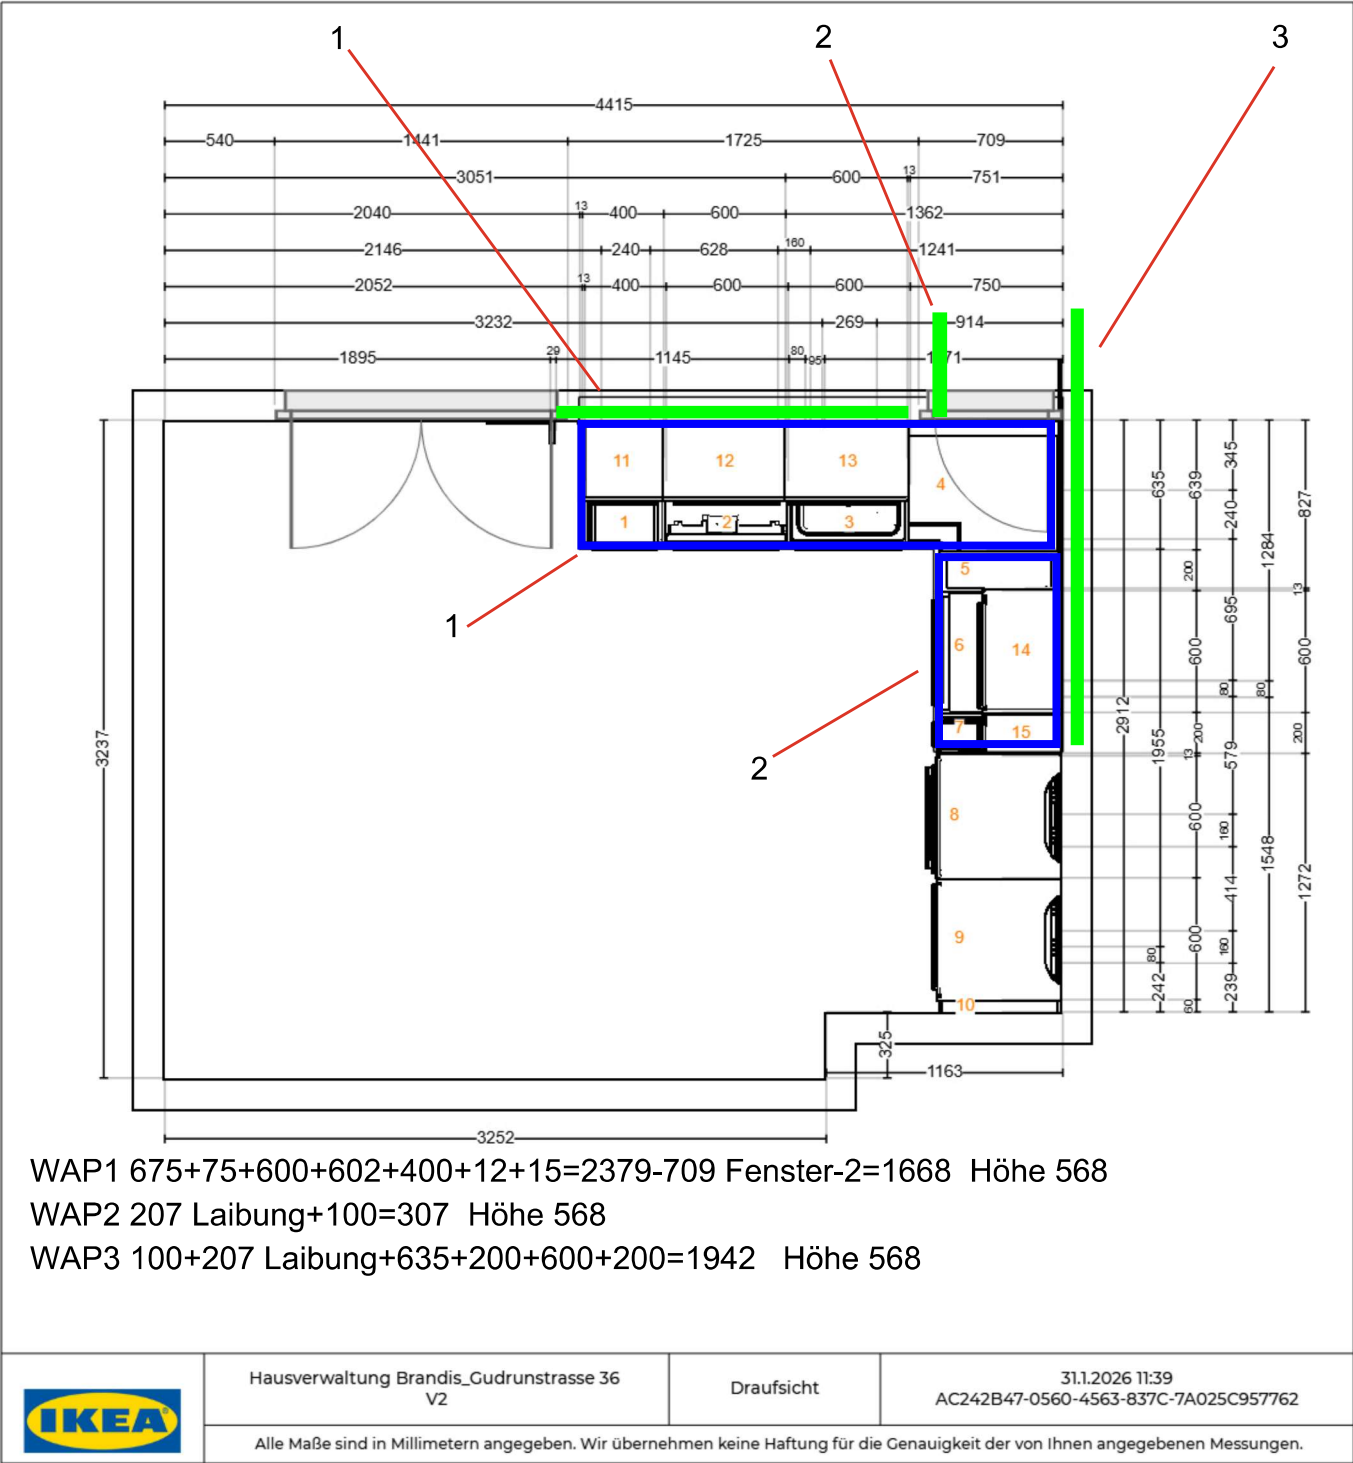 1
2
3
4415
540 1441 1725 709
3051 600 13 751
2040 13 400 600 1362
2146 240 628 160 1241
2052 13 400 600 600 750
3232 269 914
1895 29 1145 80 95
11 12 13 4
1 2 3
1
2
5
6 14
7 15
8
9
10
3237
2912
635 1955 80 242
639 200 600 200 13 600 600 60
345 240 695 80 579 160 414 160 239
1284 80 1548
827 13 600 200 1272
325
1163
3252
WAP1 675+75+600+602+400+12+15=2379-709 Fenster-2=1668 Höhe 568
WAP2 207 Laibung+100=307 Höhe 568
WAP3 100+207 Laibung+635+200+600+200=1942 Höhe 568
IKEA
Hausverwaltung Brandis_Gudrunstrasse 36
V2
Draufsicht
31.1.2026 11:39
AC242B47-0560-4563-837C-7A025C957762
Alle Maße sind in Millimetern angegeben. Wir übernehmen keine Haftung für die Genauigkeit der von Ihnen angegebenen Messungen.